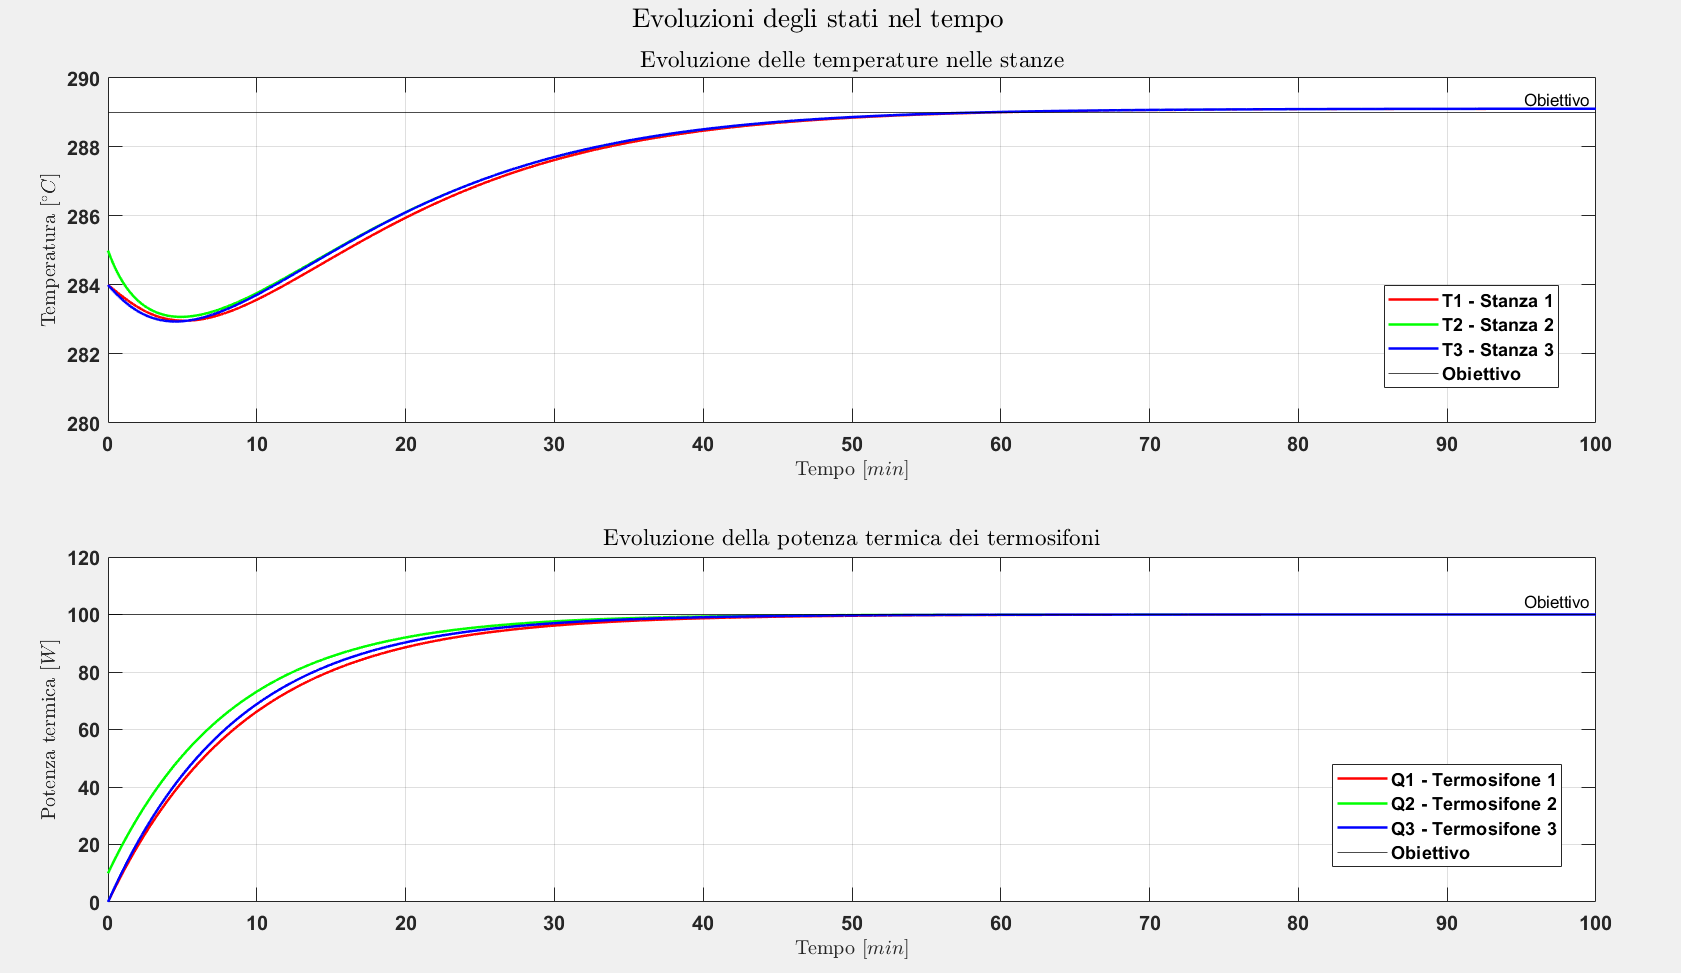 Evoluzioni degli stati nel tempo
Evoluzione delle temperature nelle stanze
290
288
286
284
282
280
Temperatura [°C]
Obiettivo
T1 - Stanza 1
T2 - Stanza 2
T3 - Stanza 3
Obiettivo
0 10 20 30 40 50 60 70 80 90 100
Tempo [min]
Evoluzione della potenza termica dei termosifoni
120
100
80
60
40
20
0
Potenza termica [W]
Obiettivo
Q1 - Termosifone 1
Q2 - Termosifone 2
Q3 - Termosifone 3
Obiettivo
0 10 20 30 40 50 60 70 80 90 100
Tempo [min]